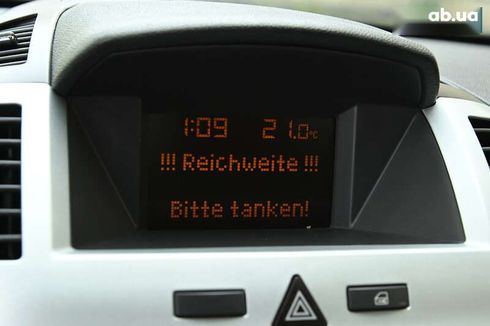 ab.ua
1:09 21.0°C
!!! Reichweite !!!
Bitte tanken!